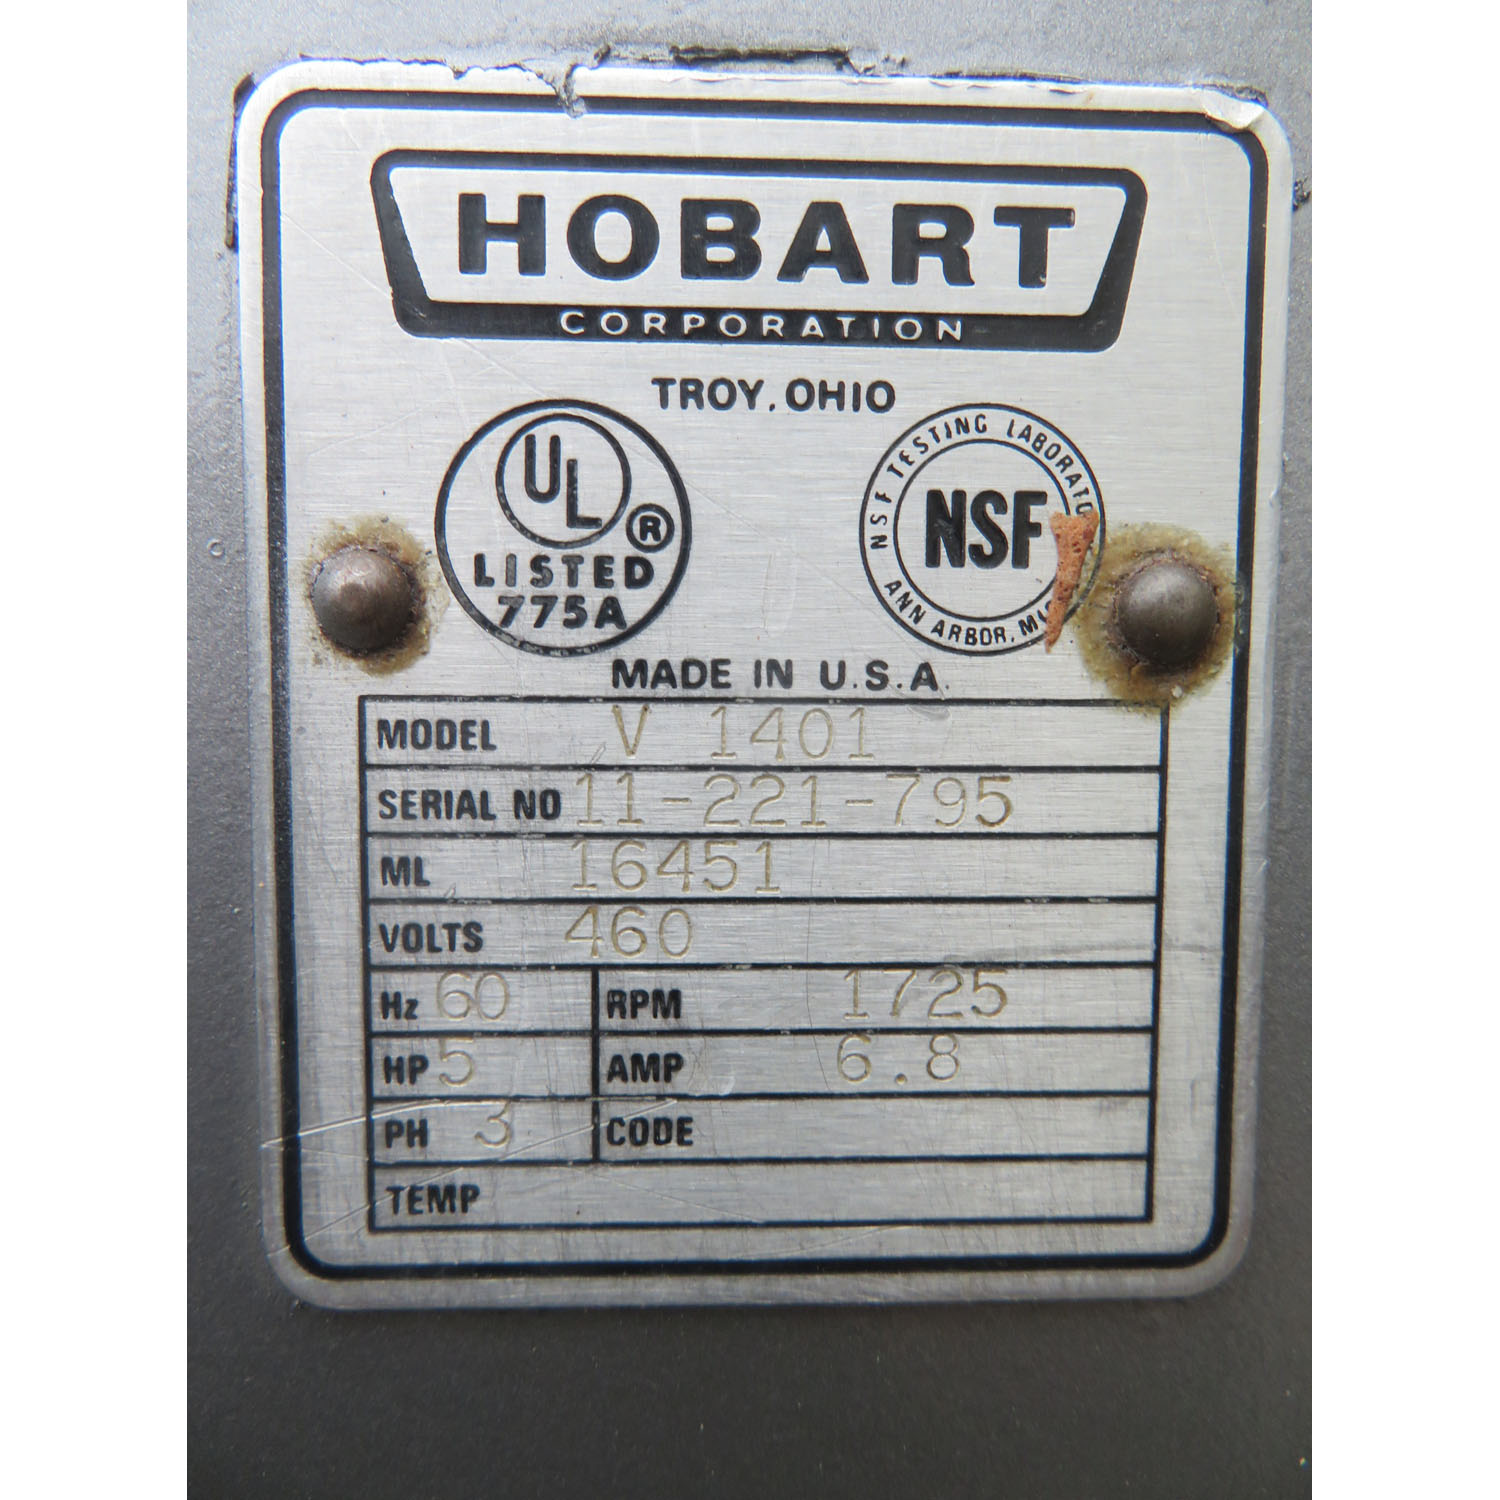 HOBART
CORPORATION
TROY, OHIO
UL ®
LISTED
775A
NSF TESTING LABORATO
NSF
ANN ARBOR, MI
MADE IN U.S.A.
MODEL V 1401
SERIAL NO 11-221-795
ML 16451
VOLTS 460
Hz 60 RPM 1725
HP 5 AMP 6.8
PH 3 CODE
TEMP